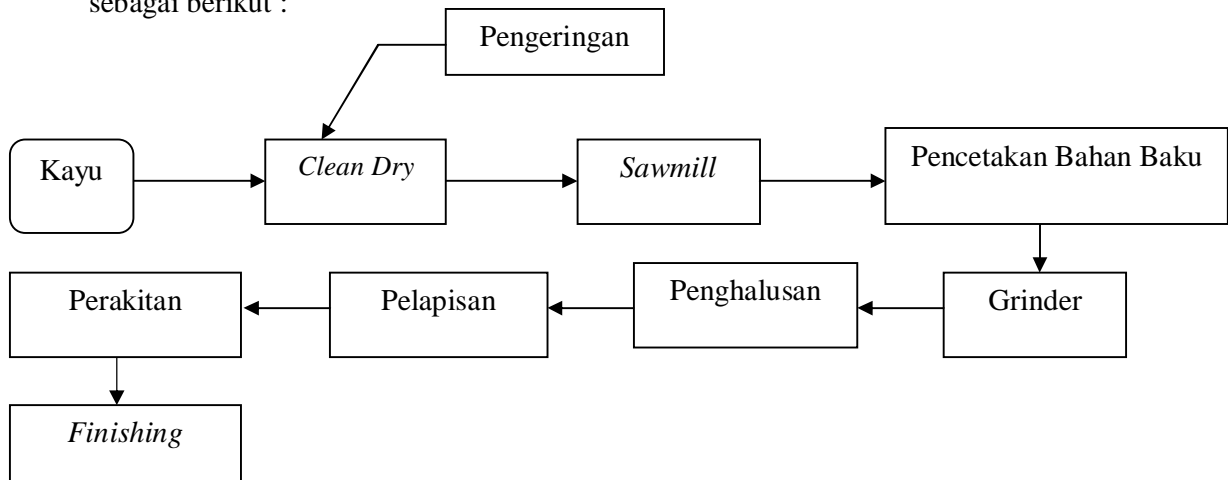 sebagai berikut :
Pengeringan
Kayu
Clean Dry
Sawmill
Pencetakan Bahan Baku
Grinder
Penghalusan
Pelapisan
Perakitan
Finishing